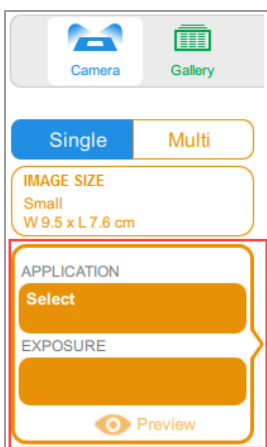 Camera Gallery
Single Multi
IMAGE SIZE
Small
W 9.5 x L 7.6 cm
APPLICATION
Select
EXPOSURE
Preview